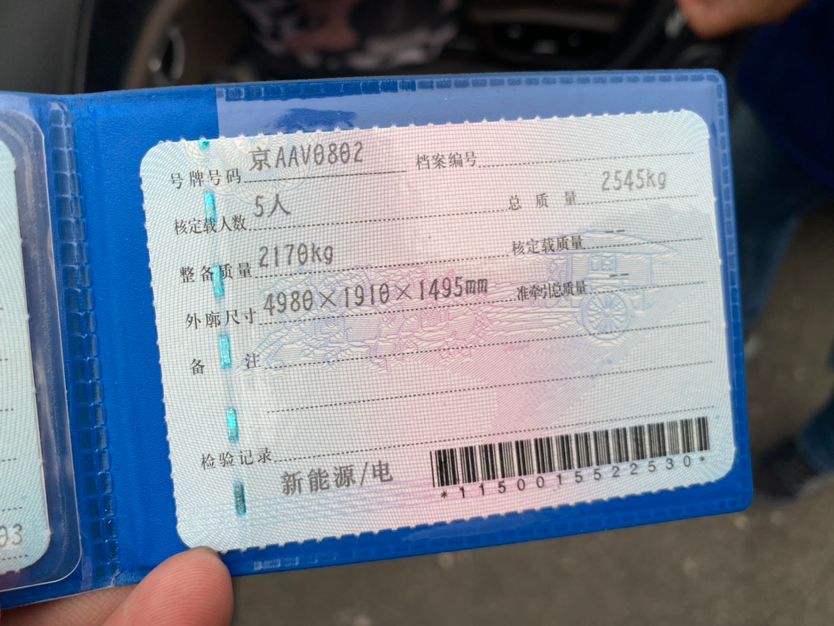 号牌号码 京AAV0802 档案编号
核定载人数 5人 总质量 2545kg
整备质量 2170kg 核定载质量 --
外廓尺寸 4980×1910×1495mm 准牵引总质量 --
备注
检验记录 新能源/电
*1150015522530*
93